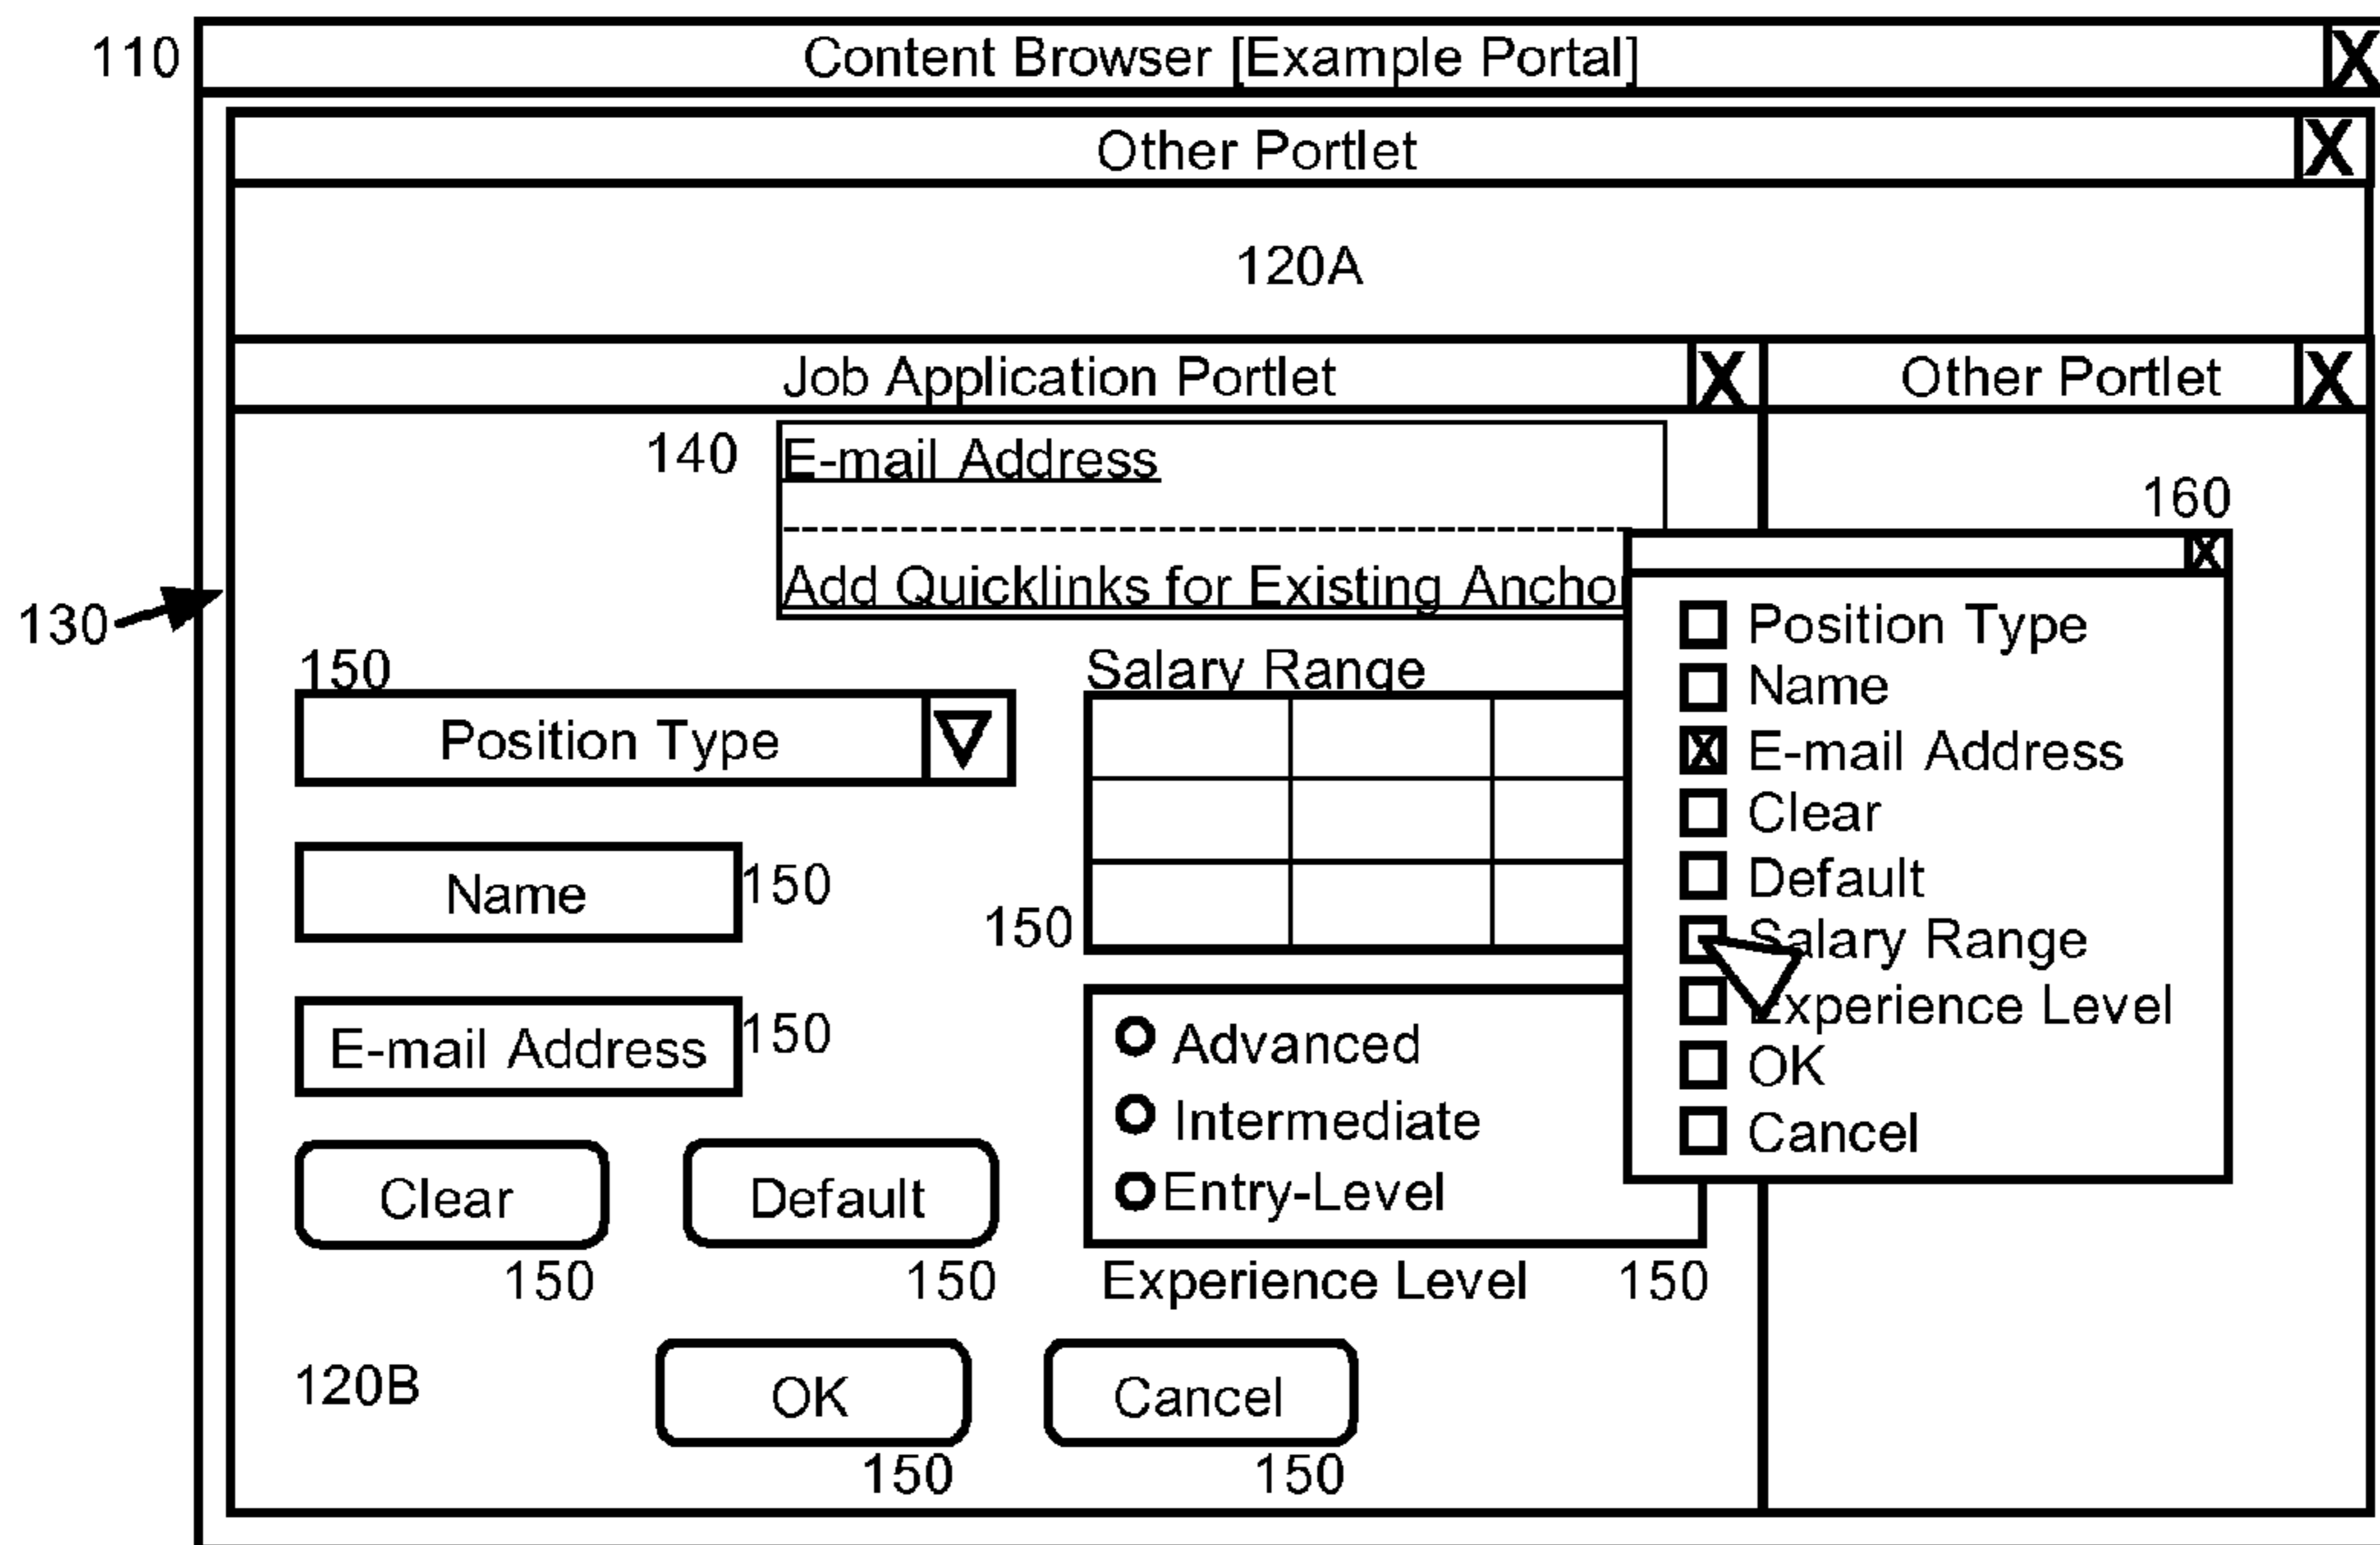 110
Content Browser [Example Portal]
X
Other Portlet
X
120A
Job Application Portlet
X
Other Portlet
X
140
E-mail Address
Add Quicklinks for Existing Ancho
160
X
130
150
Position Type
Name
150
E-mail Address
150
Clear
150
Default
150
Salary Range
150
Advanced
Intermediate
Entry-Level
Experience Level
150
Position Type
Name
X
E-mail Address
Clear
Default
Salary Range
Experience Level
OK
Cancel
120B
OK
150
Cancel
150